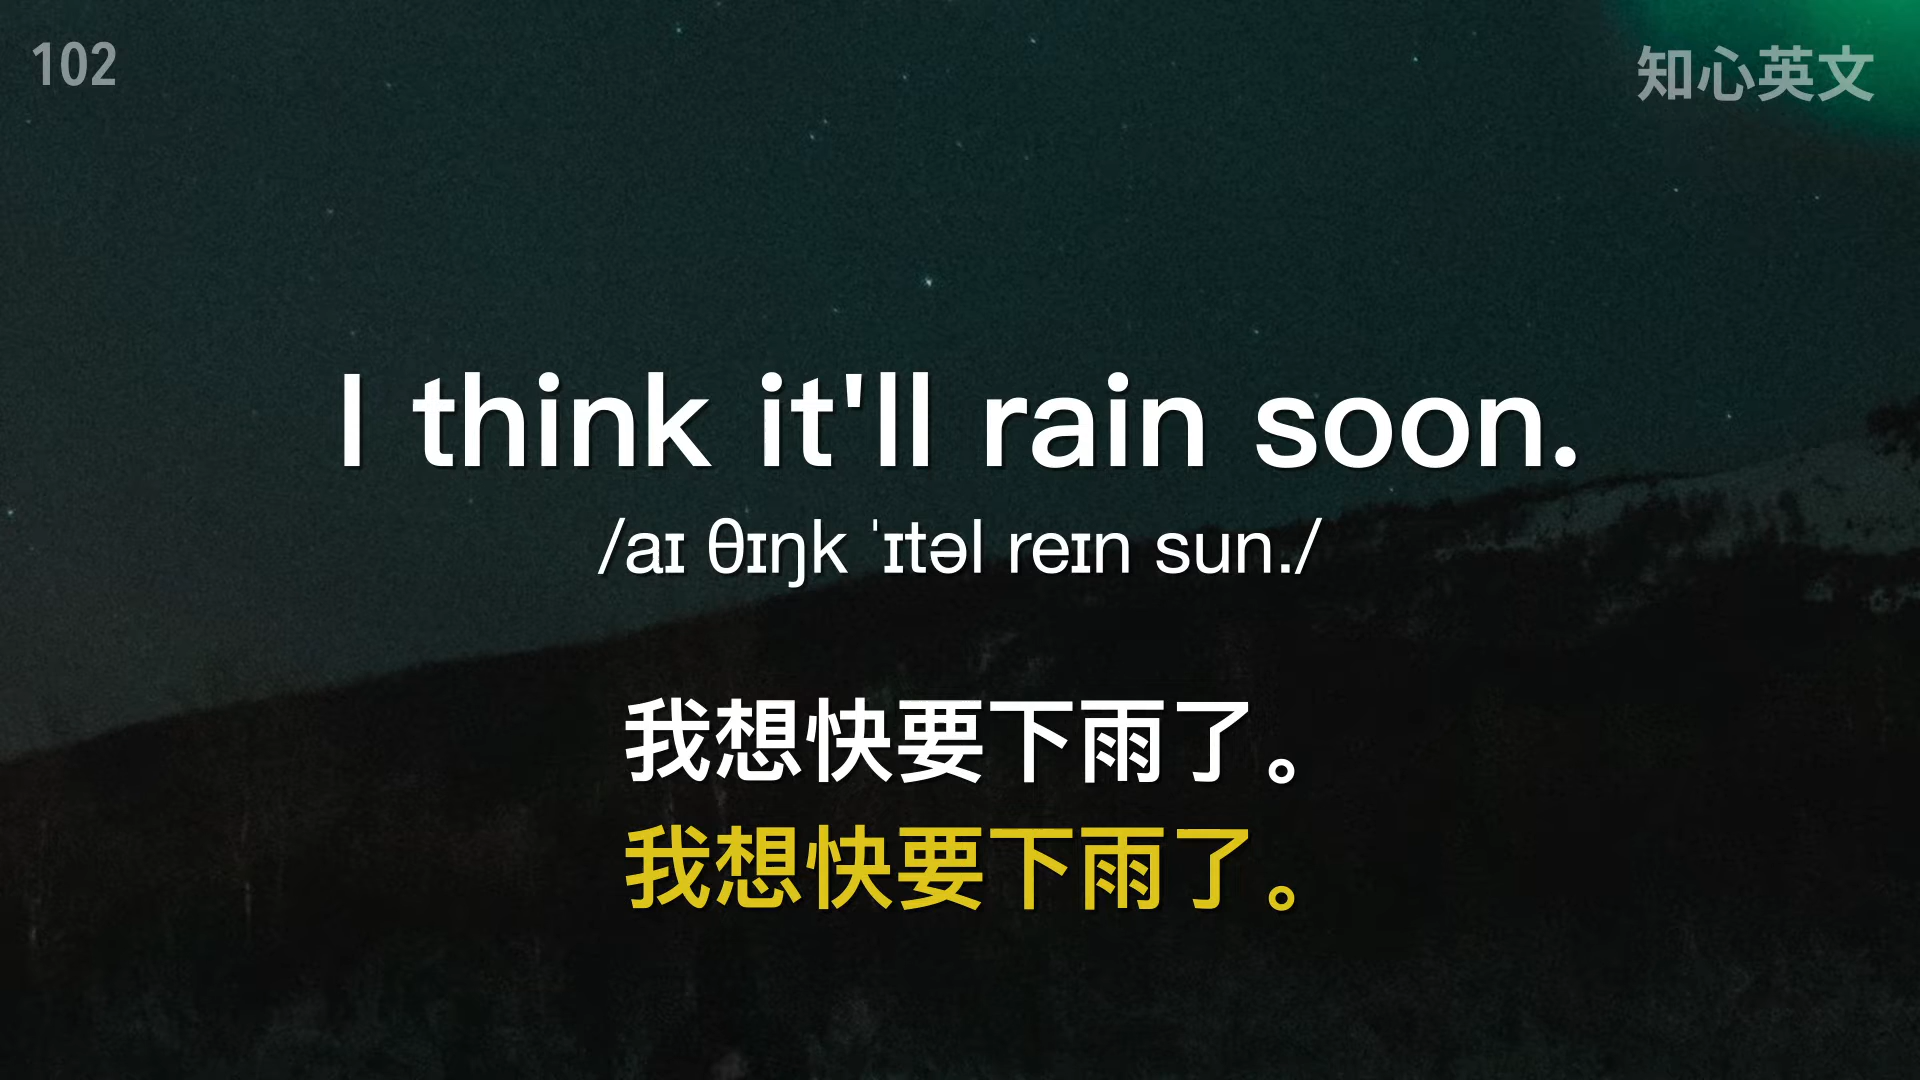 102
知心英文
I think it'll rain soon.
/aɪ θɪŋk ˈɪtəl reɪn sun./
我想快要下雨了。
我想快要下雨了。